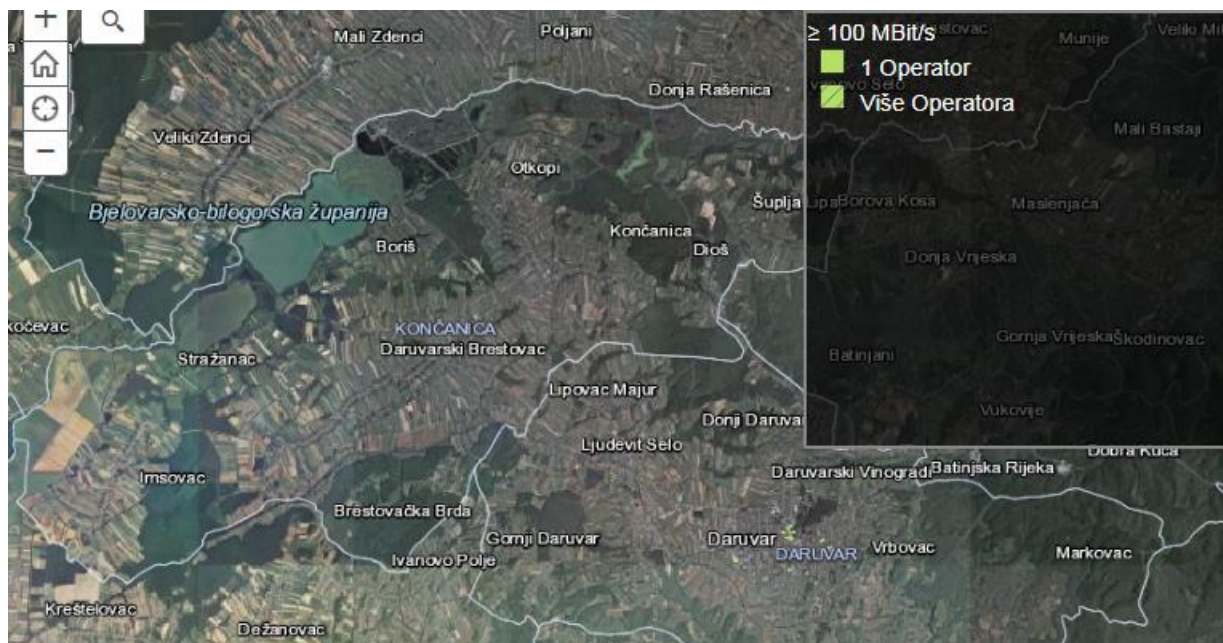 +
−
≥ 100 MBit/s
1 Operator
Više Operatora
Mali Zdenci
Poljani
Munije
Donja Rašenica
Veliki Zdenci
Mali Bastaji
Otkopi
Bjelovarsko-bilogorska županija
Šuplja Lipa
Borova Kosa
Maslenjača
Končanica
Boriš
Dioš
Donja Vrijeska
KONČANICA
Daruvarski Brestovac
Stražanac
Gornja Vrijeska
Škodinovac
Batinjani
Lipovac Majur
Vukovije
Donji Daruvar
Ljudevit Selo
Dobra Kuća
Daruvarski Vinogradi
Batinjska Rijeka
Imsovac
Brestovačka Brda
Gornji Daruvar
Daruvar
DARUVAR
Vrbovac
Markovac
Ivanovo Polje
Kreštelovac
Dežanovac